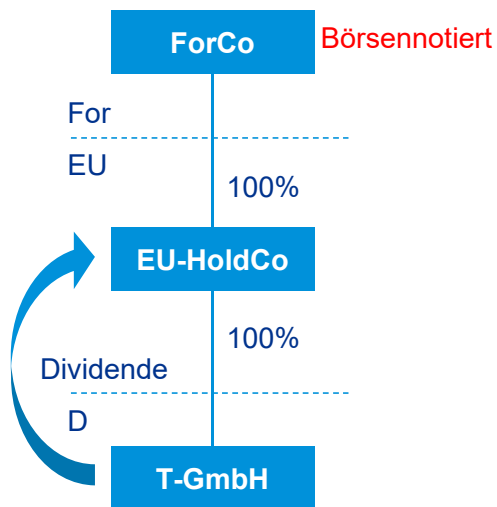 ForCo
Börsennotiert
For
EU
100%
EU-HoldCo
100%
Dividende
D
T-GmbH